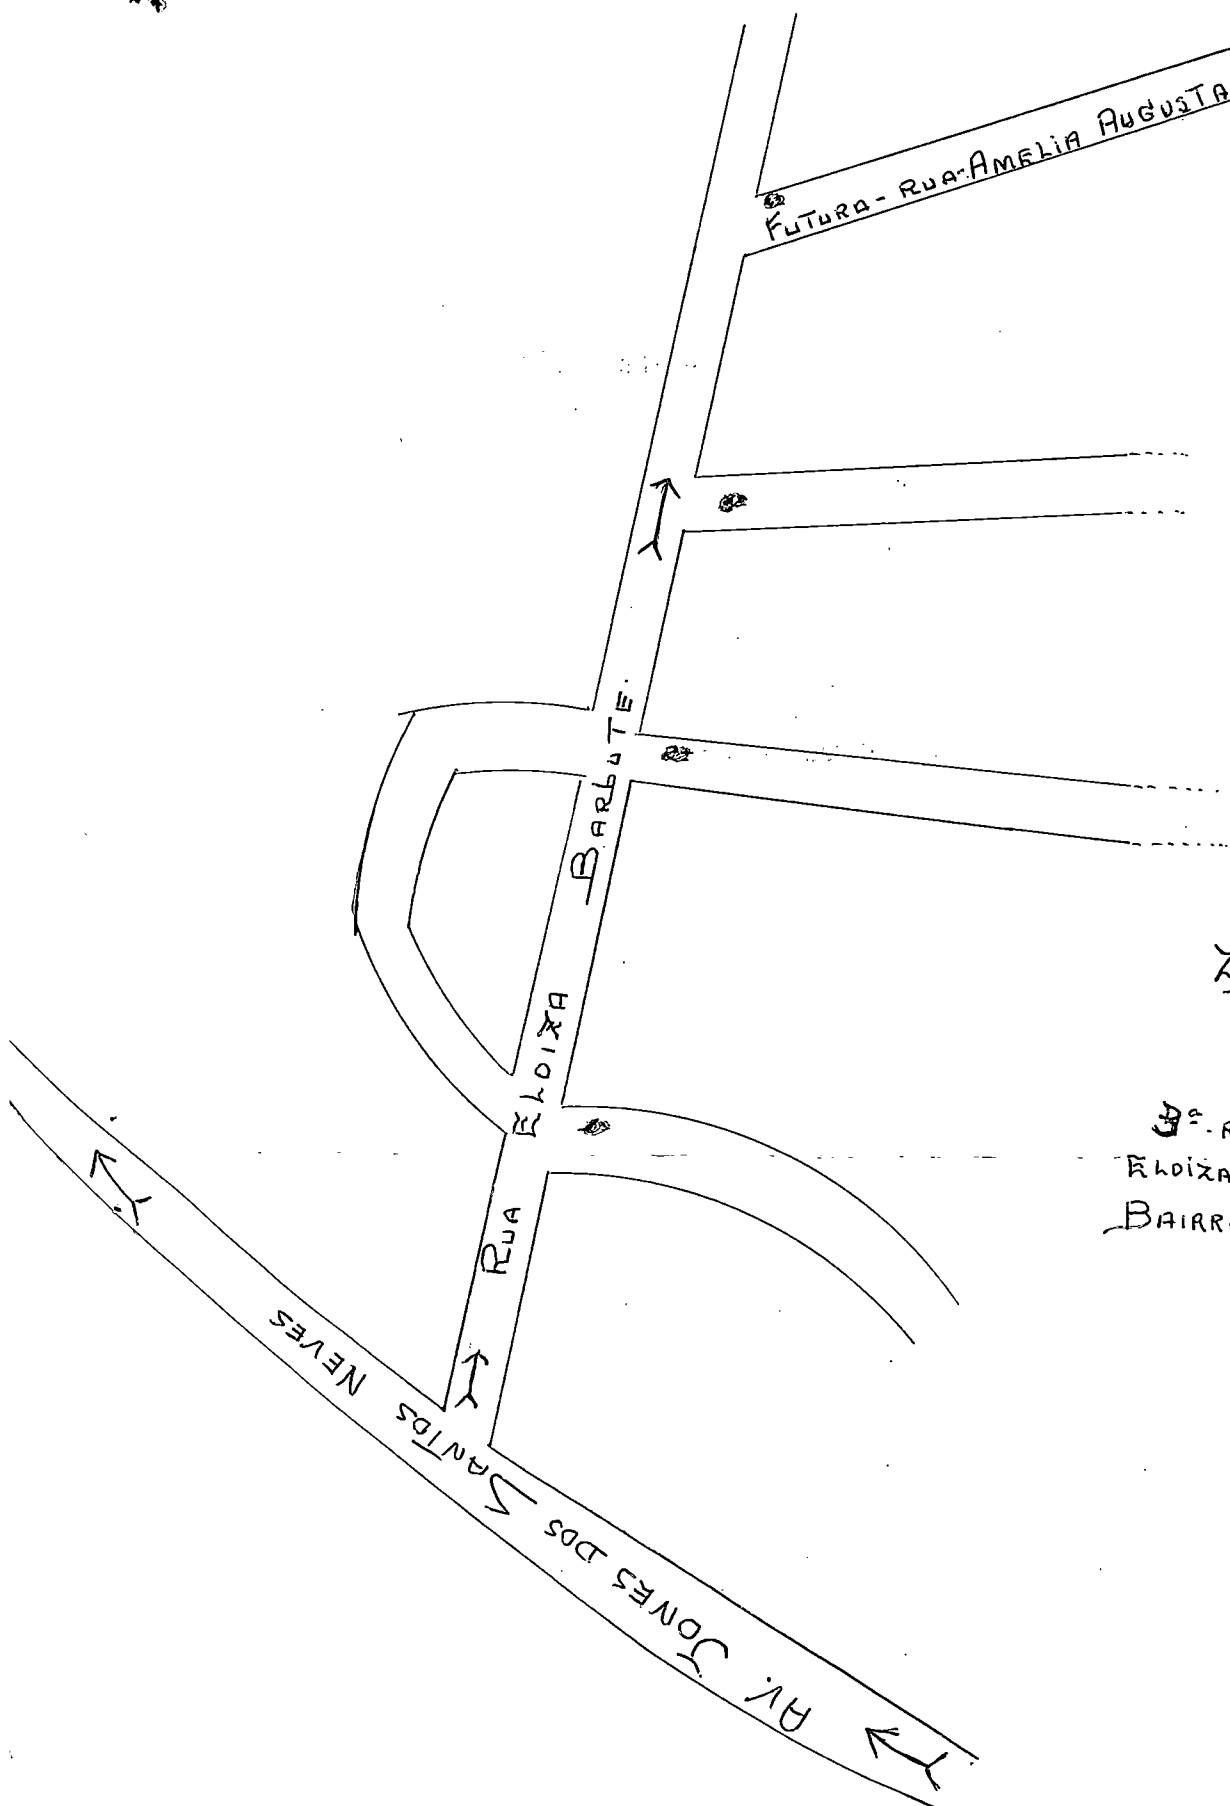 FUTURA - RUA - AMELIA AUGUSTA
RUA ELOIZA BARBUTE.
ELOIZA
BAIRR
AV. JONES DOS SANTOS NEVES